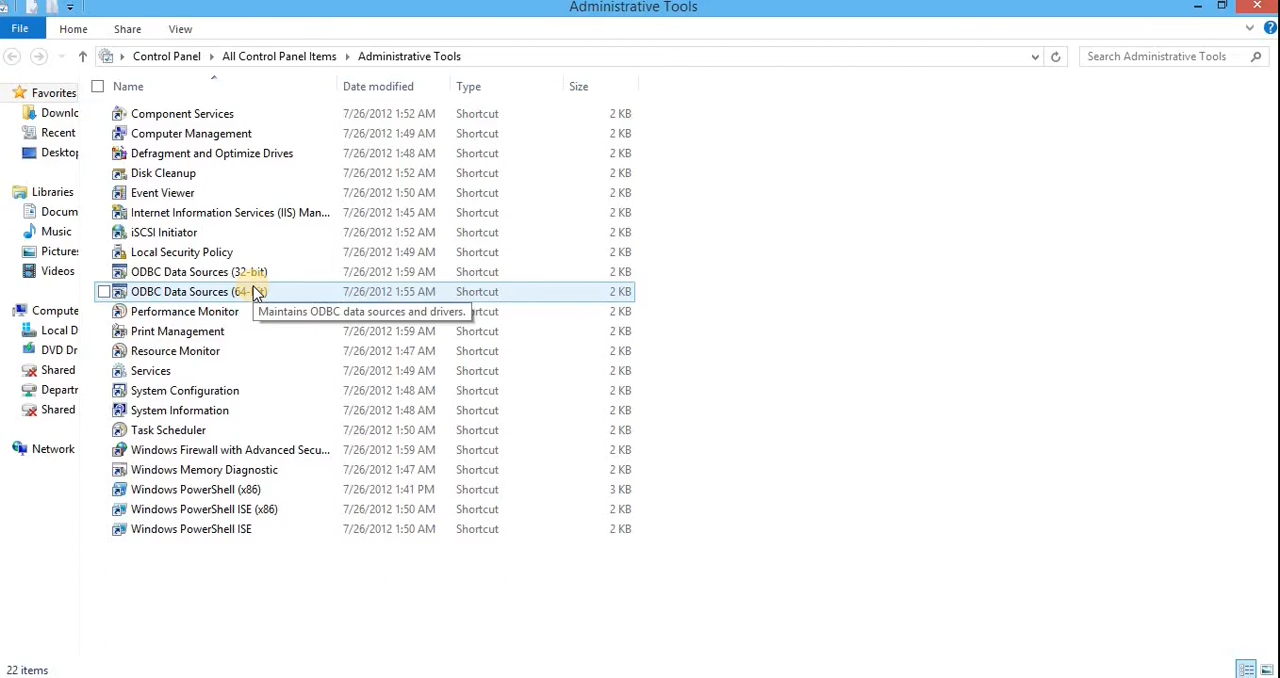 Administrative Tools
File Home Share View
Control Panel All Control Panel Items Administrative Tools Search Administrative Tools
Name Date modified Type Size
Favorites
Downlc
Recent
Desktop
Libraries
Docum
Music
Pictures
Videos
Compute
Local D
DVD Dr
Shared
Departr
Shared
Network
Component Services 7/26/2012 1:52 AM Shortcut 2 KB
Computer Management 7/26/2012 1:49 AM Shortcut 2 KB
Defragment and Optimize Drives 7/26/2012 1:48 AM Shortcut 2 KB
Disk Cleanup 7/26/2012 1:52 AM Shortcut 2 KB
Event Viewer 7/26/2012 1:50 AM Shortcut 2 KB
Internet Information Services (IIS) Man... 7/26/2012 1:45 AM Shortcut 2 KB
iSCSI Initiator 7/26/2012 1:52 AM Shortcut 2 KB
Local Security Policy 7/26/2012 1:49 AM Shortcut 2 KB
ODBC Data Sources (32-bit) 7/26/2012 1:59 AM Shortcut 2 KB
ODBC Data Sources (64-bit) 7/26/2012 1:55 AM Shortcut 2 KB
Maintains ODBC data sources and drivers.
Performance Monitor 2 KB
Print Management 7/26/2012 1:59 AM Shortcut 2 KB
Resource Monitor 7/26/2012 1:47 AM Shortcut 2 KB
Services 7/26/2012 1:49 AM Shortcut 2 KB
System Configuration 7/26/2012 1:48 AM Shortcut 2 KB
System Information 7/26/2012 1:48 AM Shortcut 2 KB
Task Scheduler 7/26/2012 1:50 AM Shortcut 2 KB
Windows Firewall with Advanced Secu... 7/26/2012 1:59 AM Shortcut 2 KB
Windows Memory Diagnostic 7/26/2012 1:47 AM Shortcut 2 KB
Windows PowerShell (x86) 7/26/2012 1:41 PM Shortcut 3 KB
Windows PowerShell ISE (x86) 7/26/2012 1:50 AM Shortcut 2 KB
Windows PowerShell ISE 7/26/2012 1:50 AM Shortcut 2 KB
22 items